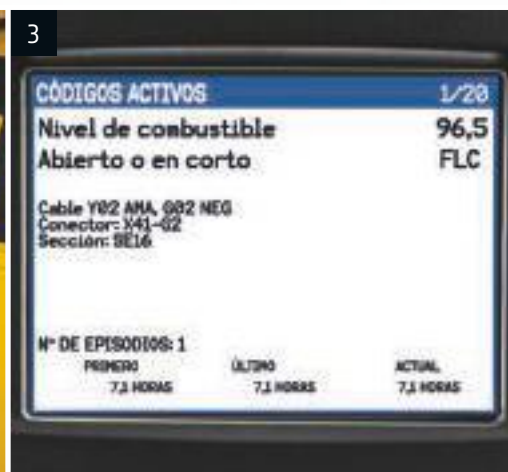 3
CÓDIGOS ACTIVOS 1/20
Nivel de combustible 96,5
Abierto o en corto FLC
Cable Y02 AMA, G02 NEG
Conector: X41-G2
Sección: SE16
Nº DE EPISODIOS: 1
PRIMERO ÚLTIMO ACTUAL
7,1 HORAS 7,1 HORAS 7,1 HORAS